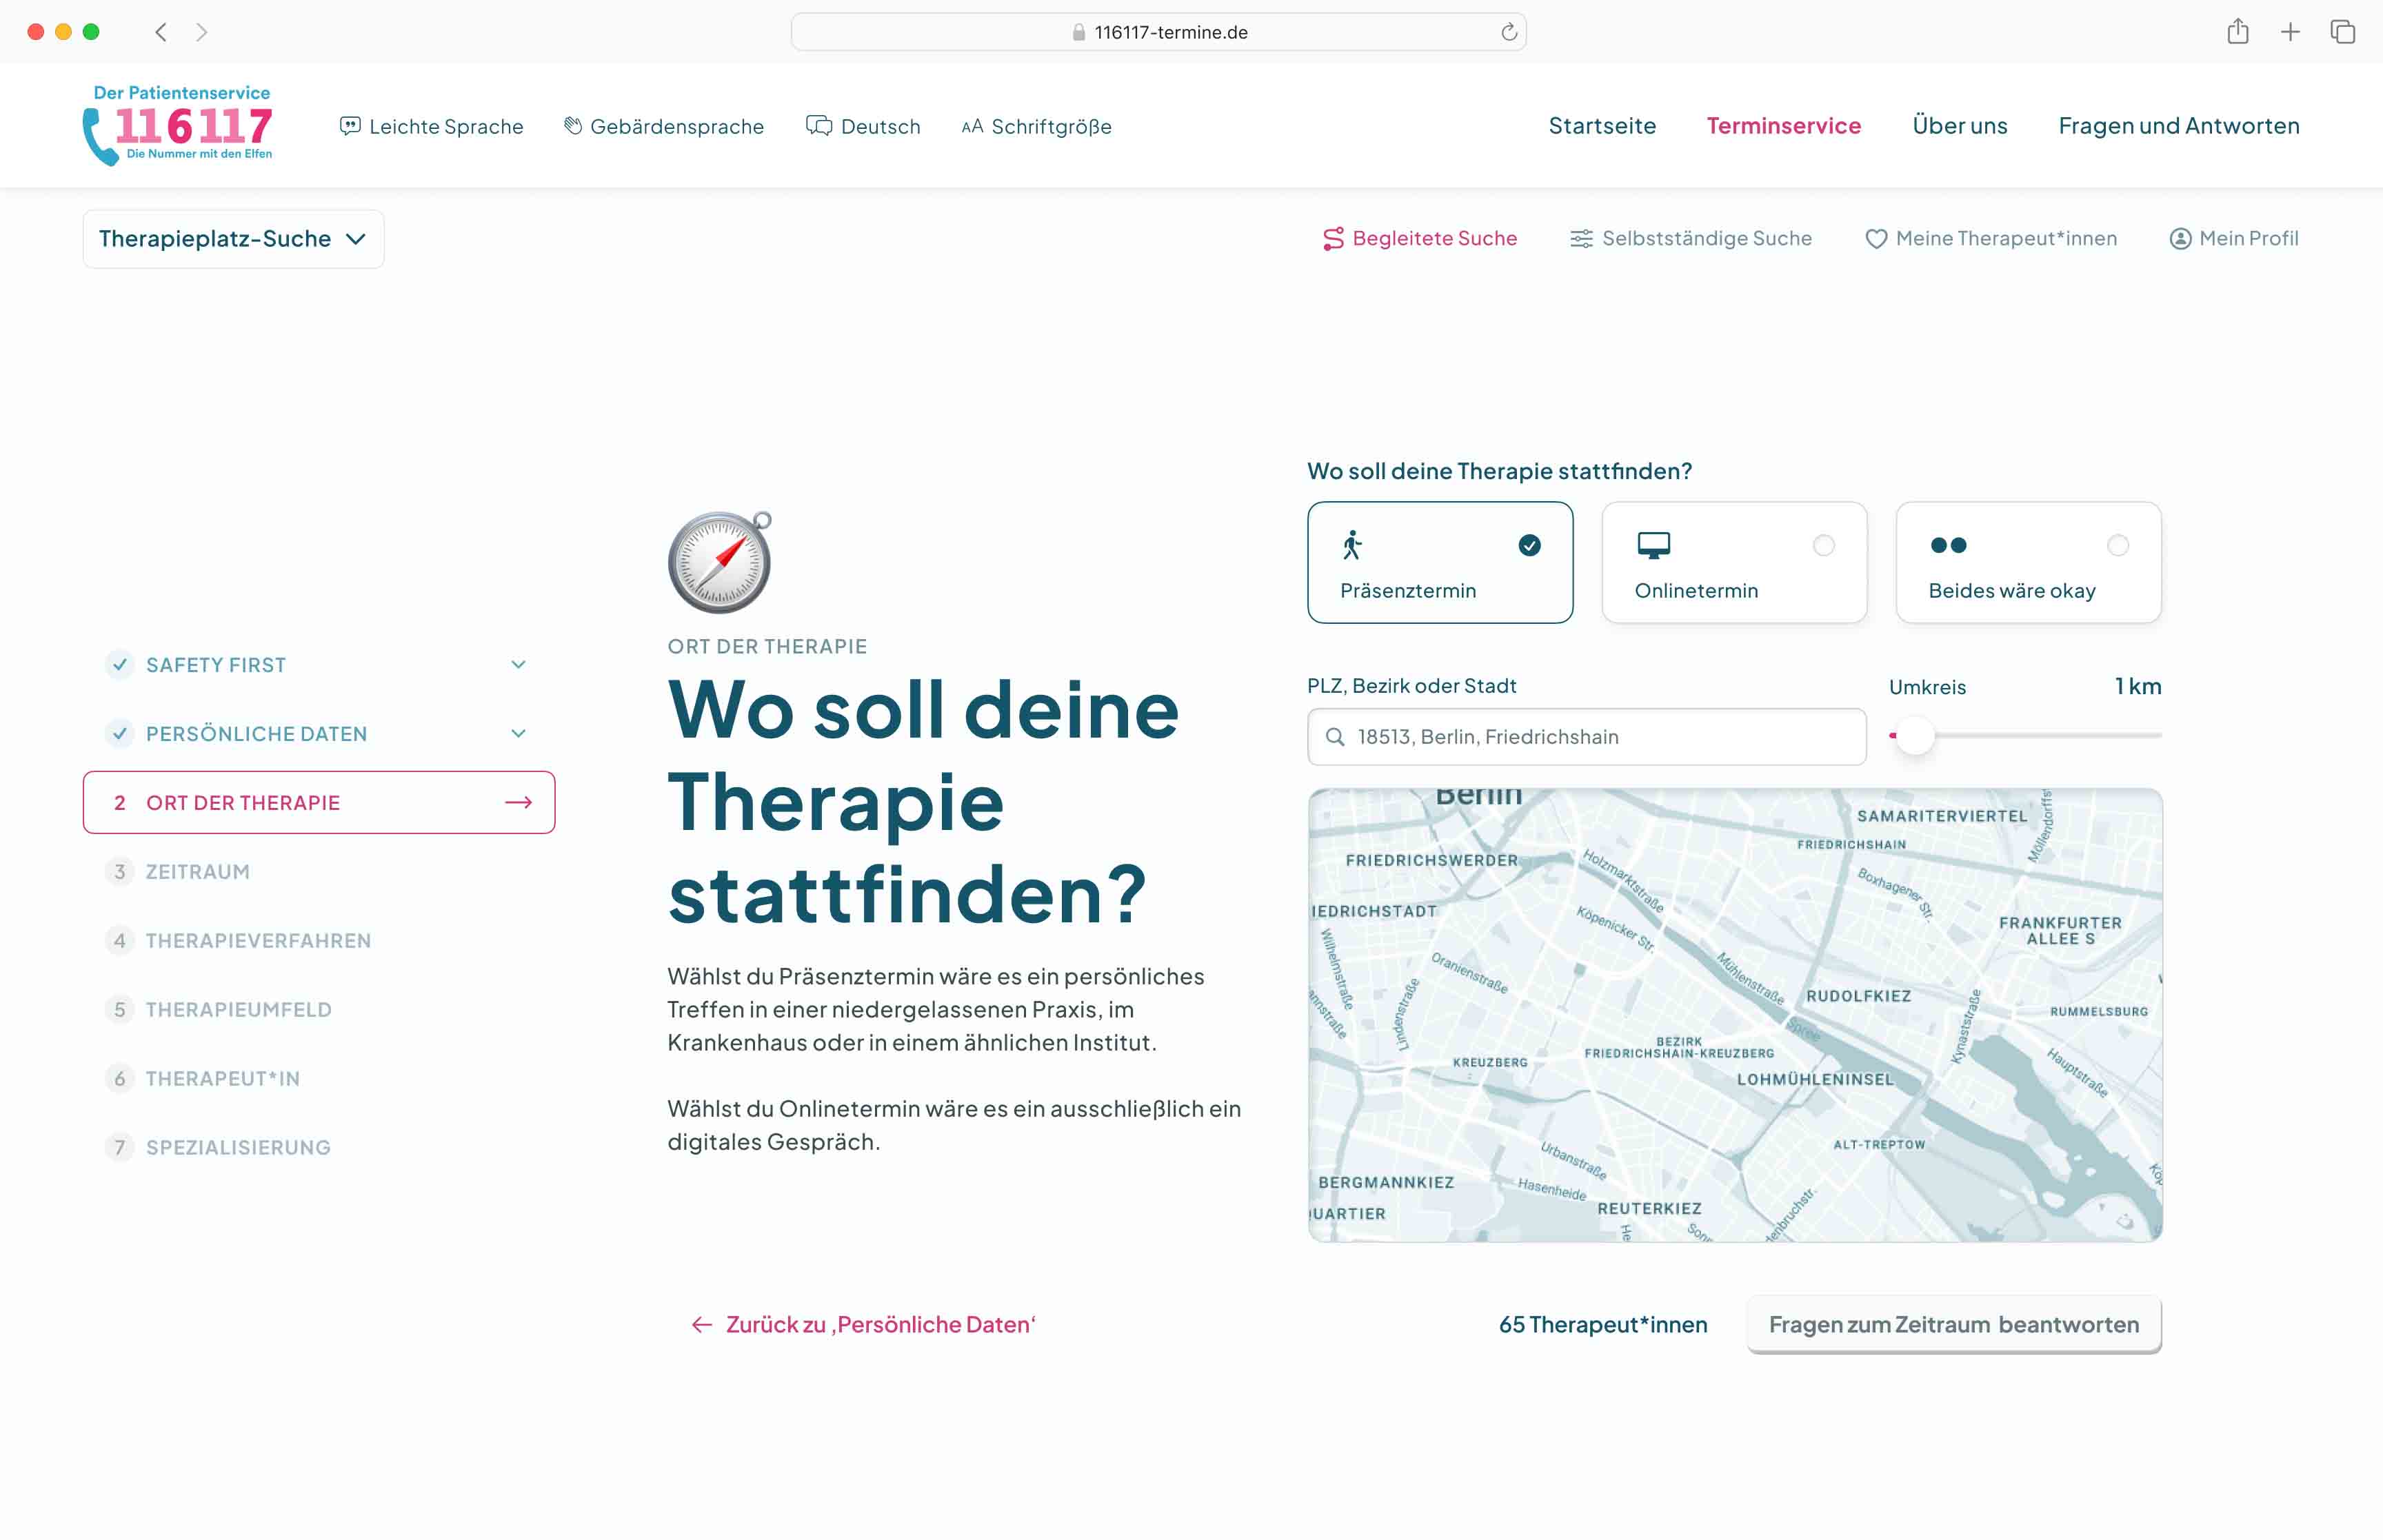 116117-termine.de
Der Patientenservice
116117
Die Nummer mit den Elfen
Leichte Sprache
Gebärdensprache
Deutsch
AA Schriftgröße
Startseite
Terminservice
Über uns
Fragen und Antworten
Therapieplatz-Suche
Begleitete Suche
Selbstständige Suche
Meine Therapeut*innen
Mein Profil
SAFETY FIRST
PERSÖNLICHE DATEN
2 ORT DER THERAPIE
3 ZEITRAUM
4 THERAPIEVERFAHREN
5 THERAPIEUMFELD
6 THERAPEUT*IN
7 SPEZIALISIERUNG
ORT DER THERAPIE
Wo soll deine
Therapie
stattfinden?
Wählst du Präsenztermin wäre es ein persönliches
Treffen in einer niedergelassenen Praxis, im
Krankenhaus oder in einem ähnlichen Institut.
Wählst du Onlinetermin wäre es ein ausschließlich ein
digitales Gespräch.
Wo soll deine Therapie stattfinden?
Präsenztermin
Onlinetermin
Beides wäre okay
PLZ, Bezirk oder Stadt
18513, Berlin, Friedrichshain
Umkreis
1 km
Berlin
SAMARITERVIERTEL
FRIEDRICHSHAIN
Möllendorffst
FRIEDRICHSWERDER
Holzmarktstraße
Boxhagener Str.
IEDRICHSTADT
Köpenicker Str.
FRANKFURTER
ALLEE S
Wilhelmstraße
Oranienstraße
Mühlenstraße
RUDOLFKIEZ
annstraße
Lindenstraße
Kynaststraße
RUMMELSBURG
Spree
BEZIRK
FRIEDRICHSHAIN-KREUZBERG
KREUZBERG
Hauptstraße
LOHMÜHLENINSEL
ALT-TREPTOW
Urbanstraße
BERGMANNKIEZ
Hasenheide
Köp
UARTIER
REUTERKIEZ
He
Sonn
enbruchstr.
Zurück zu ‚Persönliche Daten‘
65 Therapeut*innen
Fragen zum Zeitraum beantworten